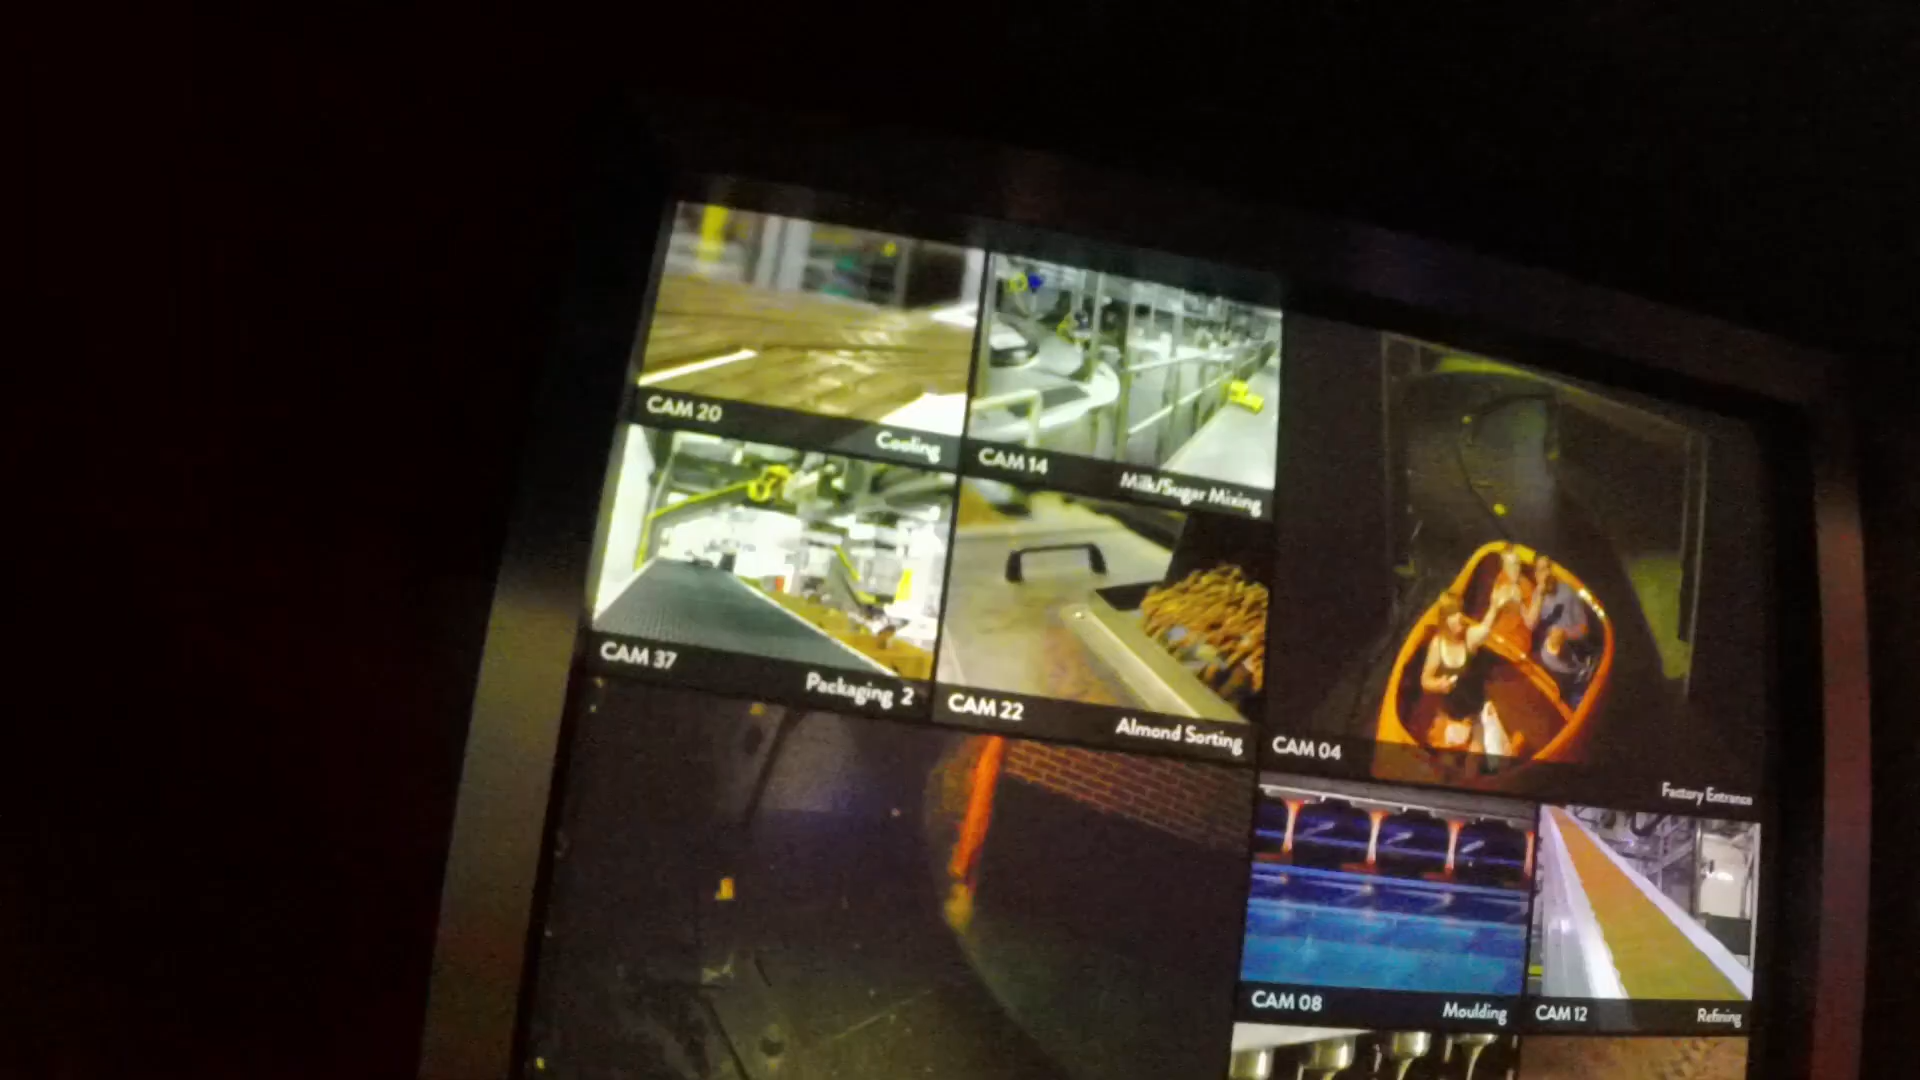 CAM 20
Cooling
CAM 14
Milk/Sugar Mixing
CAM 37
Packaging 2
CAM 22
Almond Sorting
CAM 04
Factory Entrance
CAM 08
Moulding
CAM 12
Refining